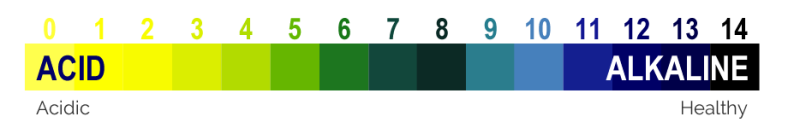 0 1 2 3 4 5 6 7 8 9 10 11 12 13 14
ACID ALKALINE
Acidic Healthy